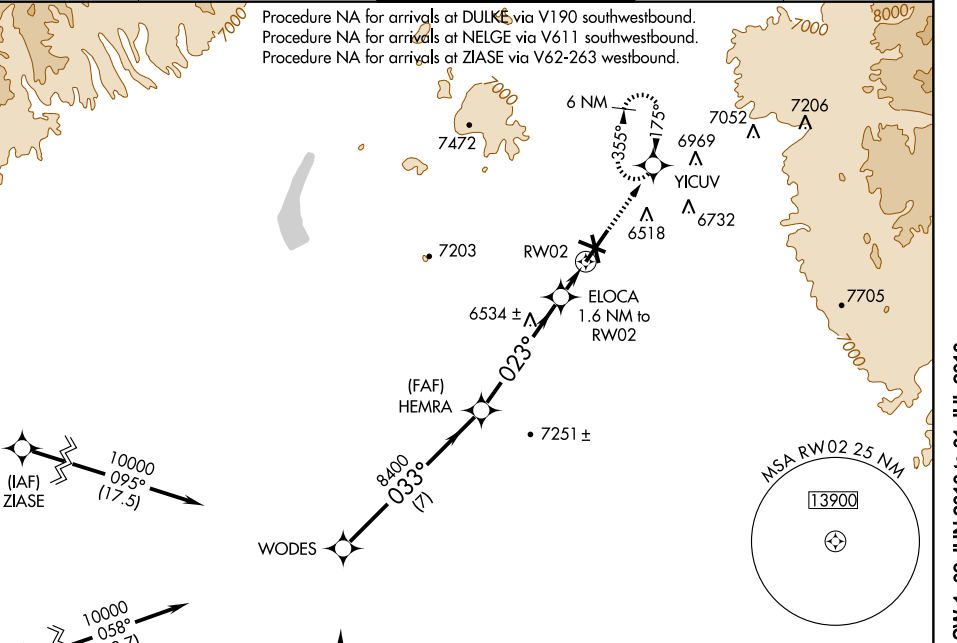 Procedure NA for arrivals at DULKE via V190 southwestbound.
Procedure NA for arrivals at NELGE via V611 southwestbound.
Procedure NA for arrivals at ZIASE via V62-263 westbound.
7000
7000
8000
7000
7472
6 NM
355°
175°
7052
7206
6969
YICUV
6518
6732
7203
RW02
ELOCA
1.6 NM to
RW02
6534 ±
7705
7000
023°
(FAF)
HEMRA
7251 ±
(IAF)
ZIASE
10000
095°
(17.5)
8400
033°
(7)
WODES
MSA RW02 25 NM
13900
10000
058°